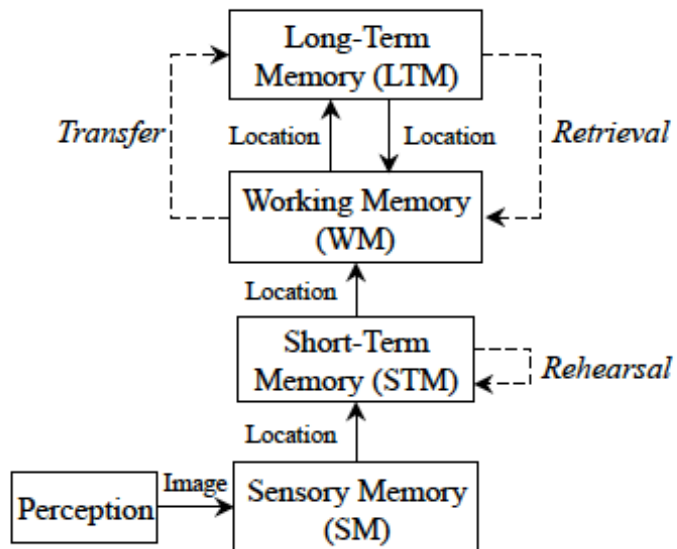 Long-Term
Memory (LTM)
Transfer
Location
Location
Retrieval
Working Memory
(WM)
Location
Short-Term
Memory (STM)
Rehearsal
Location
Image
Perception
Sensory Memory
(SM)